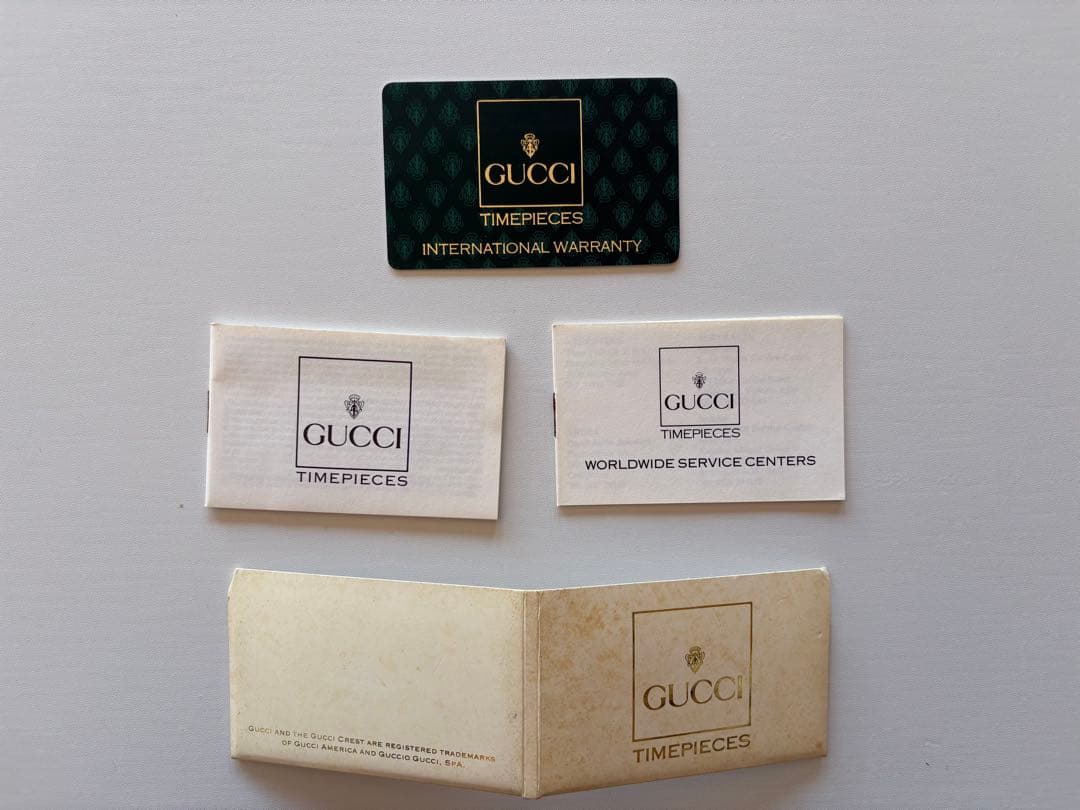 GUCCI
TIMEPIECES
INTERNATIONAL WARRANTY
GUCCI
TIMEPIECES
GUCCI
TIMEPIECES
WORLDWIDE SERVICE CENTERS
GUCCI AND THE GUCCI CREST ARE REGISTERED TRADEMARKS
OF GUCCI AMERICA AND GUCCIO GUCCI, SPA.
GUCCI
TIMEPIECES